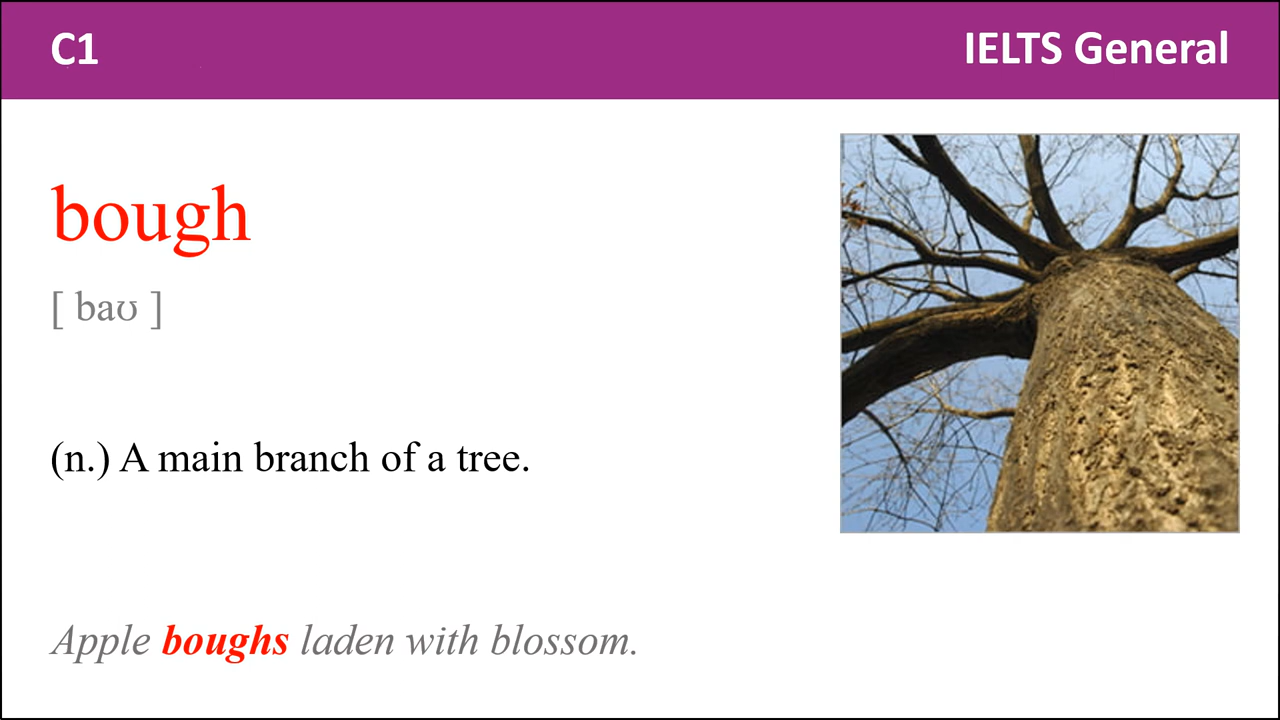 C1
IELTS General
bough
[ baʊ ]
(n.) A main branch of a tree.
Apple boughs laden with blossom.